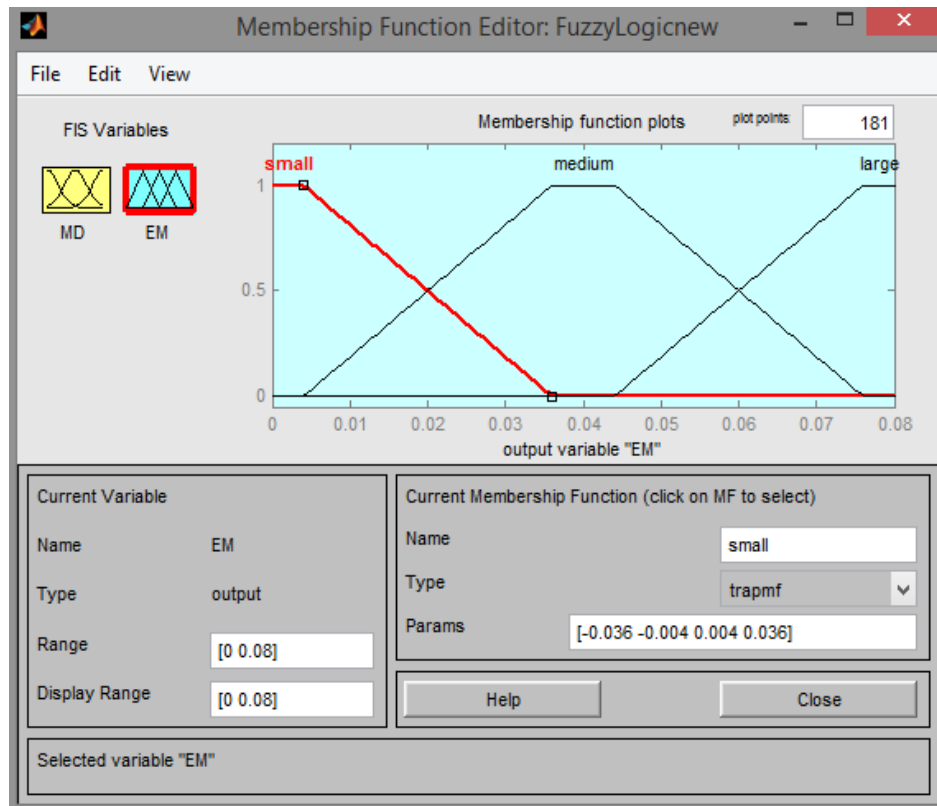 Membership Function Editor: FuzzyLogicnew
File Edit View
FIS Variables
MD EM
Membership function plots plot points: 181
small medium large
1
0.5
0
0 0.01 0.02 0.03 0.04 0.05 0.06 0.07 0.08
output variable "EM"
Current Variable
Name EM
Type output
Range [0 0.08]
Display Range [0 0.08]
Current Membership Function (click on MF to select)
Name small
Type trapmf
Params [-0.036 -0.004 0.004 0.036]
Help Close
Selected variable "EM"